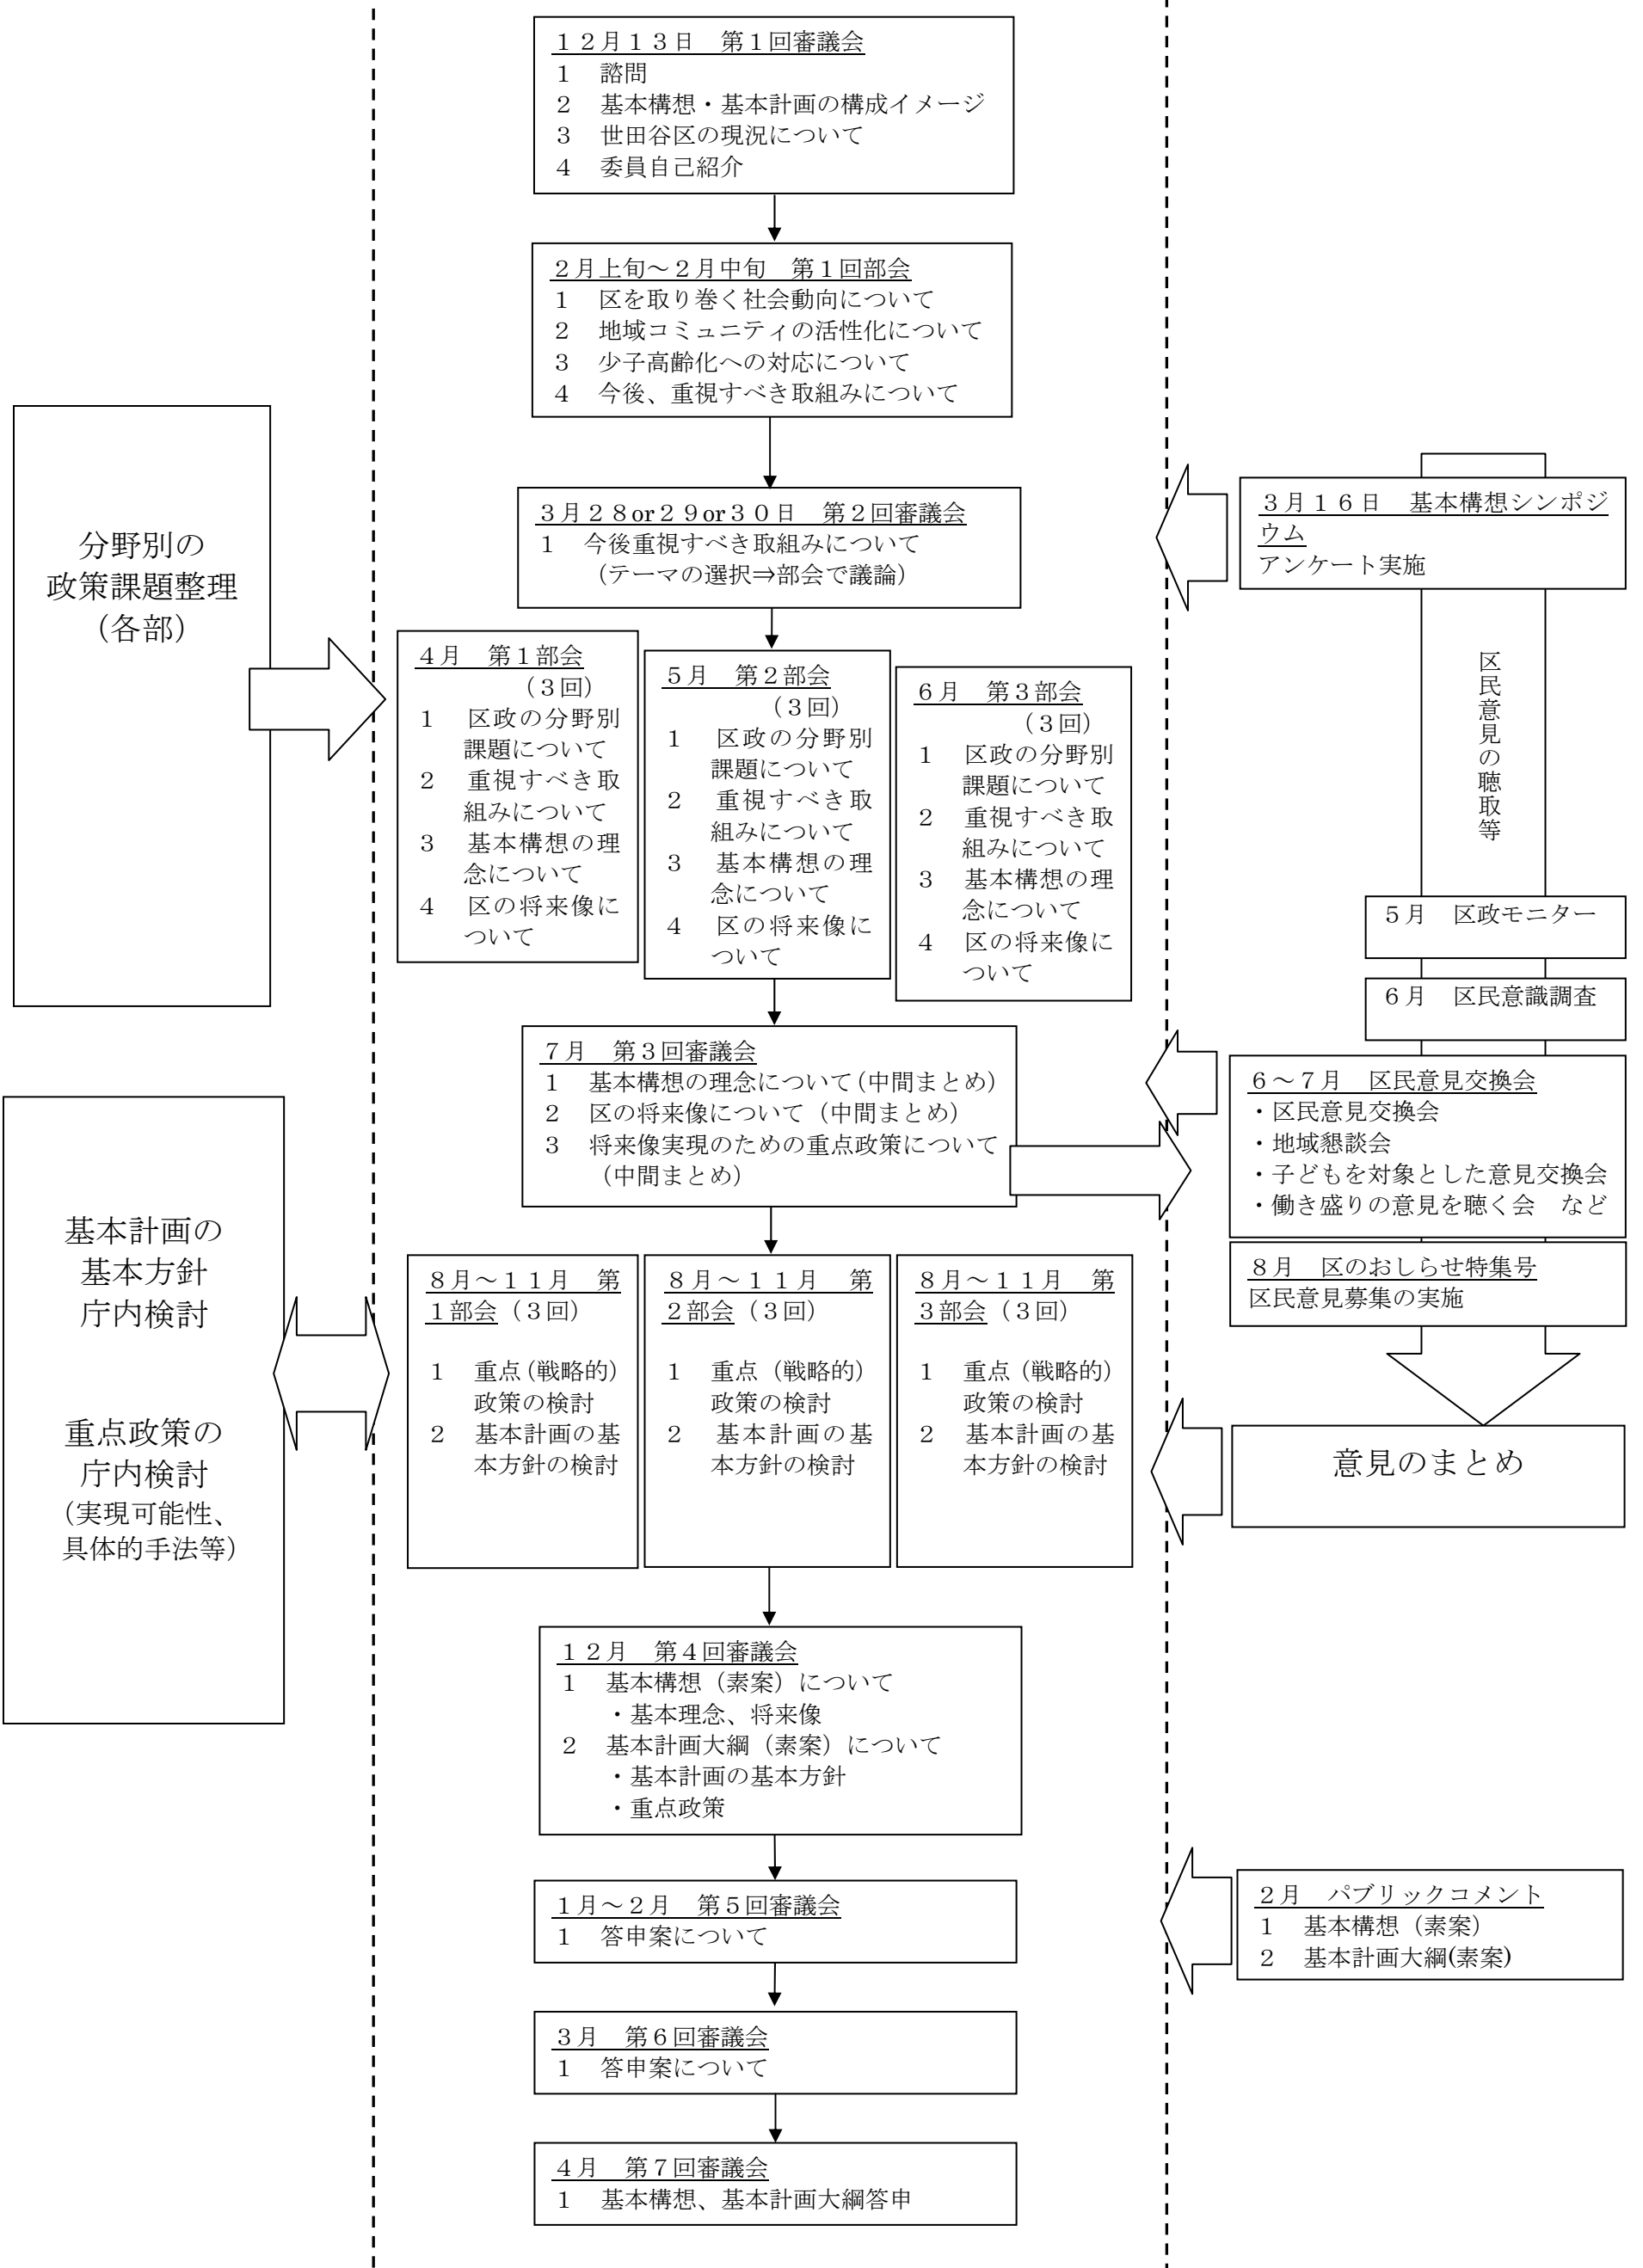 １２月１３日　第１回審議会
１　諮問
２　基本構想・基本計画の構成イメージ
３　世田谷区の現況について
４　委員自己紹介
２月上旬～２月中旬　第１回部会
１　区を取り巻く社会動向について
２　地域コミュニティの活性化について
３　少子高齢化への対応について
４　今後、重視すべき取組みについて
３月２８or２９or３０日　第２回審議会
１　今後重視すべき取組みについて
（テーマの選択⇒部会で議論）
３月１６日　基本構想シンポジ
ウム
アンケート実施
分野別の
政策課題整理
（各部）
４月　第１部会
（３回）
１　区政の分野別
課題について
２　重視すべき取
組みについて
３　基本構想の理
念について
４　区の将来像に
ついて
５月　第２部会
（３回）
１　区政の分野別
課題について
２　重視すべき取
組みについて
３　基本構想の理
念について
４　区の将来像に
ついて
６月　第３部会
（３回）
１　区政の分野別
課題について
２　重視すべき取
組みについて
３　基本構想の理
念について
４　区の将来像に
ついて
区民意見の聴取等
５月　区政モニター
６月　区民意識調査
７月　第３回審議会
１　基本構想の理念について（中間まとめ）
２　区の将来像について（中間まとめ）
３　将来像実現のための重点政策について
（中間まとめ）
６～７月　区民意見交換会
・区民意見交換会
・地域懇談会
・子どもを対象とした意見交換会
・働き盛りの意見を聴く会　など
８月　区のおしらせ特集号
区民意見募集の実施
基本計画の
基本方針
庁内検討
重点政策の
庁内検討
（実現可能性、
具体的手法等）
８月～１１月　第
１部会（３回）
１　重点（戦略的）
政策の検討
２　基本計画の基
本方針の検討
８月～１１月　第
２部会（３回）
１　重点（戦略的）
政策の検討
２　基本計画の基
本方針の検討
８月～１１月　第
３部会（３回）
１　重点（戦略的）
政策の検討
２　基本計画の基
本方針の検討
意見のまとめ
１２月　第４回審議会
１　基本構想（素案）について
・基本理念、将来像
２　基本計画大綱（素案）について
・基本計画の基本方針
・重点政策
１月～２月　第５回審議会
１　答申案について
２月　パブリックコメント
１　基本構想（素案）
２　基本計画大綱(素案)
３月　第６回審議会
１　答申案について
４月　第７回審議会
１　基本構想、基本計画大綱答申